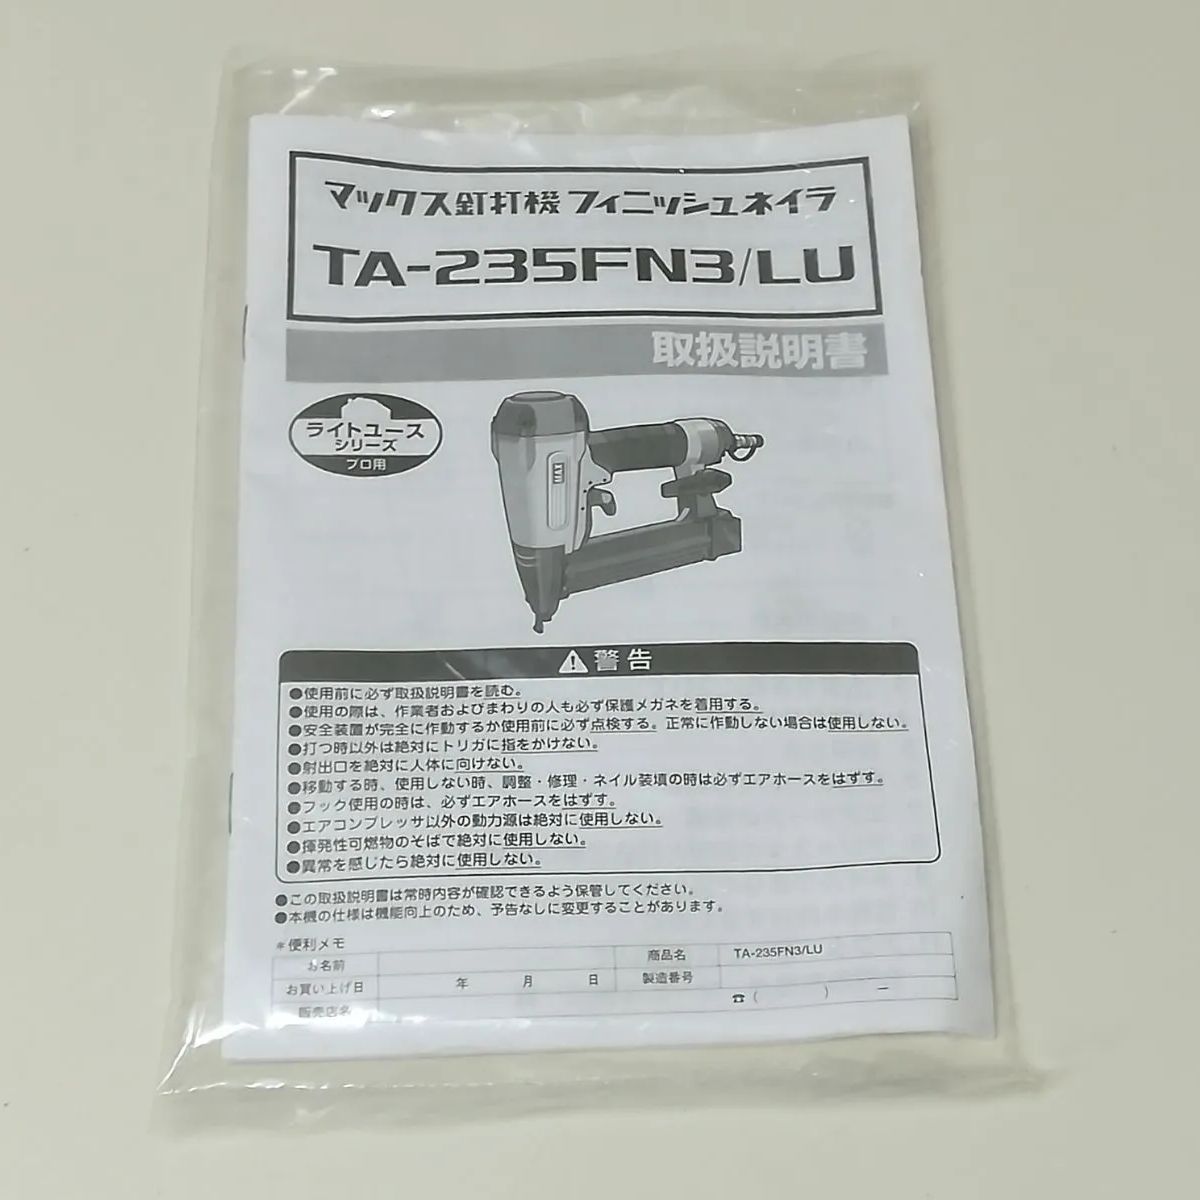 マックス釘打機 フィニッシュネイラ
TA-235FN3/LU
取扱説明書
ライトユース
シリーズ
プロ用
MAX
警告
●使用前に必ず取扱説明書を読む。
●使用の際は、作業者およびまわりの人も必ず保護メガネを着用する。
●安全装置が完全に作動するか使用前に必ず点検する。正常に作動しない場合は使用しない。
●打つ時以外は絶対にトリガに指をかけない。
●射出口を絶対に人体に向けない。
●移動する時、使用しない時、調整・修理・ネイル装填の時は必ずエアホースをはずす。
●フック使用の時は、必ずエアホースをはずす。
●エアコンプレッサ以外の動力源は絶対に使用しない。
●揮発性可燃物のそばで絶対に使用しない。
●異常を感じたら絶対に使用しない。
●この取扱説明書は常時内容が確認できるよう保管してください。
●本機の仕様は機能向上のため、予告なしに変更することがあります。
＊便利メモ
お名前 商品名 TA-235FN3/LU
お買い上げ日 年 月 日 製造番号
販売店名 ☎( ) ー